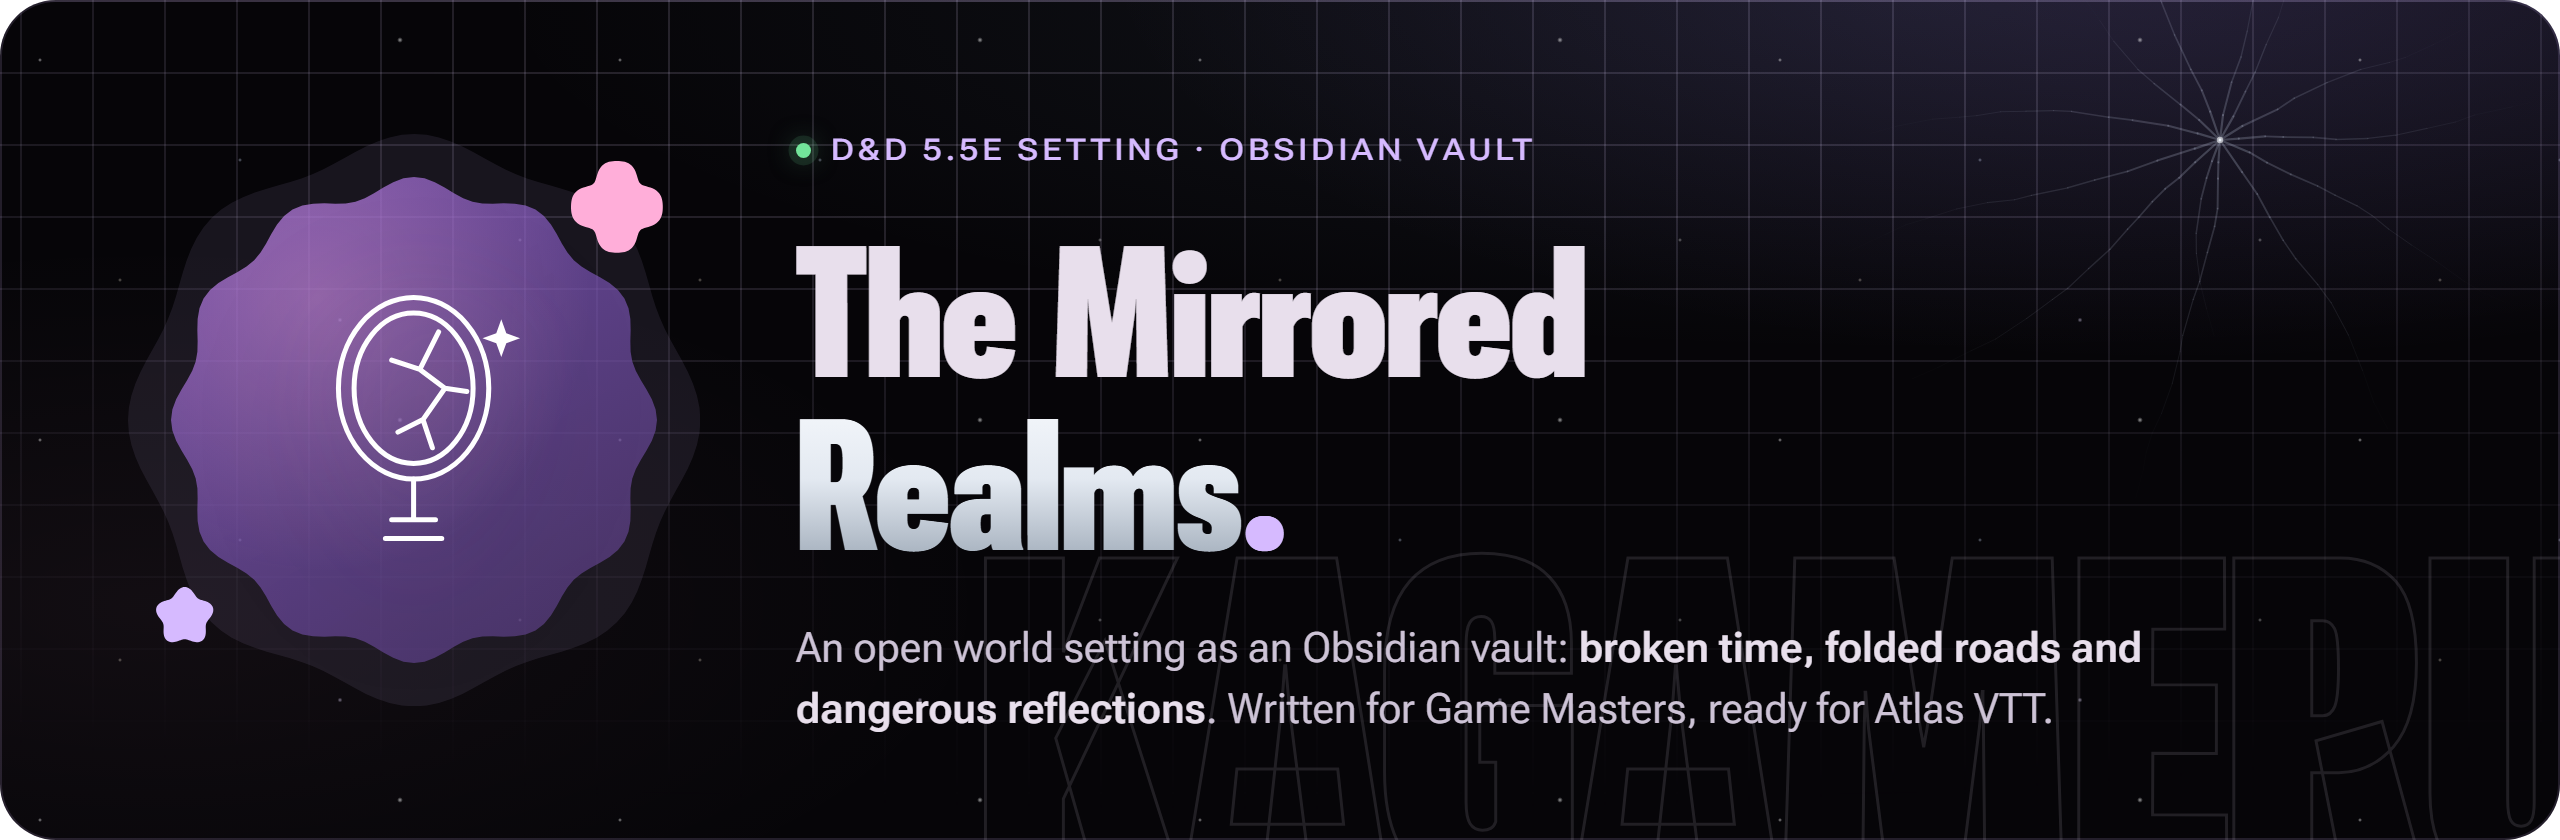 D&D 5.5E SETTING · OBSIDIAN VAULT
The Mirrored
Realms.
An open world setting as an Obsidian vault: broken time, folded roads and
dangerous reflections. Written for Game Masters, ready for Atlas VTT.
KAGAMERU